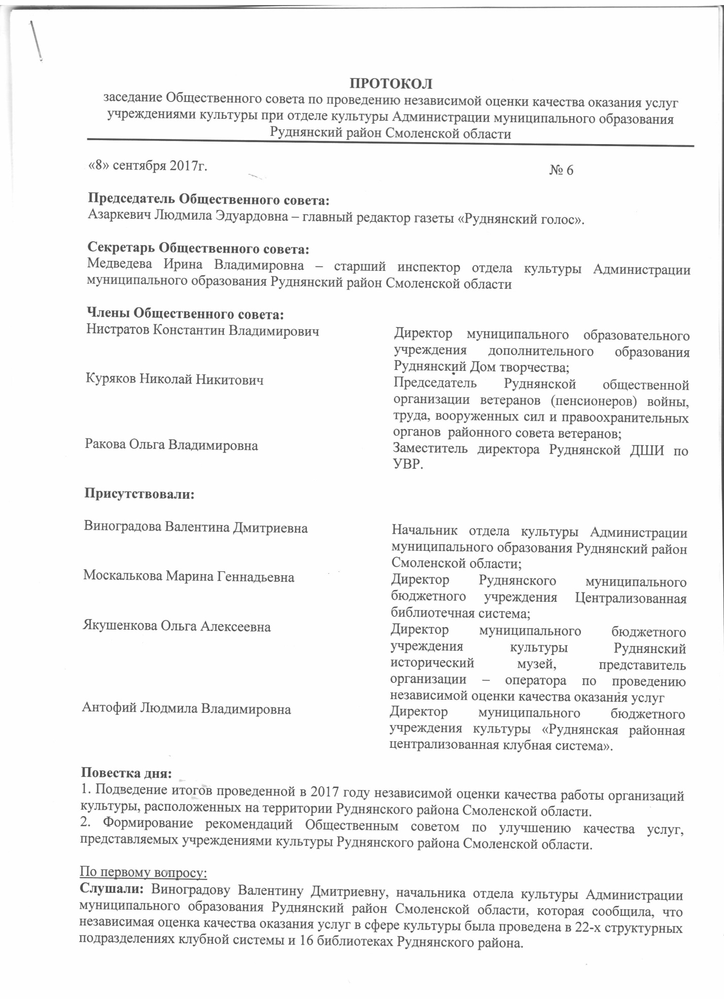 ПРОТОКОЛ
заседание Общественного совета по проведению независимой оценки качества оказания услуг
учреждениями культуры при отделе культуры Администрации муниципального образования
Руднянский район Смоленской области
«8» сентября 2017г. № 6
Председатель Общественного совета:
Азаркевич Людмила Эдуардовна – главный редактор газеты «Руднянский голос».
Секретарь Общественного совета:
Медведева Ирина Владимировна – старший инспектор отдела культуры Администрации
муниципального образования Руднянский район Смоленской области
Члены Общественного совета:
Нистратов Константин Владимирович
Директор муниципального образовательного
учреждения дополнительного образования
Руднянский Дом творчества;
Куряков Николай Никитович
Председатель Руднянской общественной
организации ветеранов (пенсионеров) войны,
труда, вооруженных сил и правоохранительных
органов районного совета ветеранов;
Ракова Ольга Владимировна
Заместитель директора Руднянской ДШИ по
УВР.
Присутствовали:
Виноградова Валентина Дмитриевна
Начальник отдела культуры Администрации
муниципального образования Руднянский район
Смоленской области;
Москалькова Марина Геннадьевна
Директор Руднянского муниципального
бюджетного учреждения Централизованная
библиотечная система;
Якушенкова Ольга Алексеевна
Директор муниципального бюджетного
учреждения культуры Руднянский
исторический музей, представитель
организации – оператора по проведению
независимой оценки качества оказания услуг
Антофий Людмила Владимировна
Директор муниципального бюджетного
учреждения культуры «Руднянская районная
централизованная клубная система».
Повестка дня:
1. Подведение итогов проведенной в 2017 году независимой оценки качества работы организаций
культуры, расположенных на территории Руднянского района Смоленской области.
2. Формирование рекомендаций Общественным советом по улучшению качества услуг,
представляемых учреждениями культуры Руднянского района Смоленской области.
По первому вопросу:
Слушали: Виноградову Валентину Дмитриевну, начальника отдела культуры Администрации
муниципального образования Руднянский район Смоленской области, которая сообщила, что
независимая оценка качества оказания услуг в сфере культуры была проведена в 22-х структурных
подразделениях клубной системы и 16 библиотеках Руднянского района.